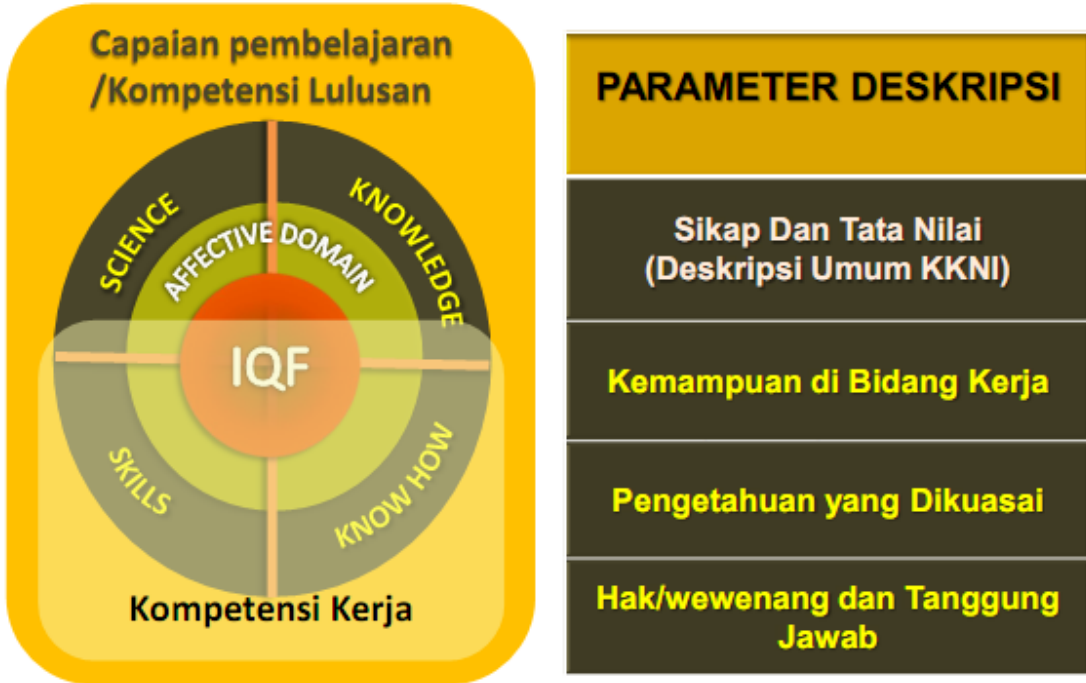 Capaian pembelajaran
/Kompetensi Lulusan
SCIENCE
KNOWLEDGE
AFFECTIVE DOMAIN
IQF
SKILLS
KNOW HOW
Kompetensi Kerja
PARAMETER DESKRIPSI
Sikap Dan Tata Nilai
(Deskripsi Umum KKNI)
Kemampuan di Bidang Kerja
Pengetahuan yang Dikuasai
Hak/wewenang dan Tanggung
Jawab